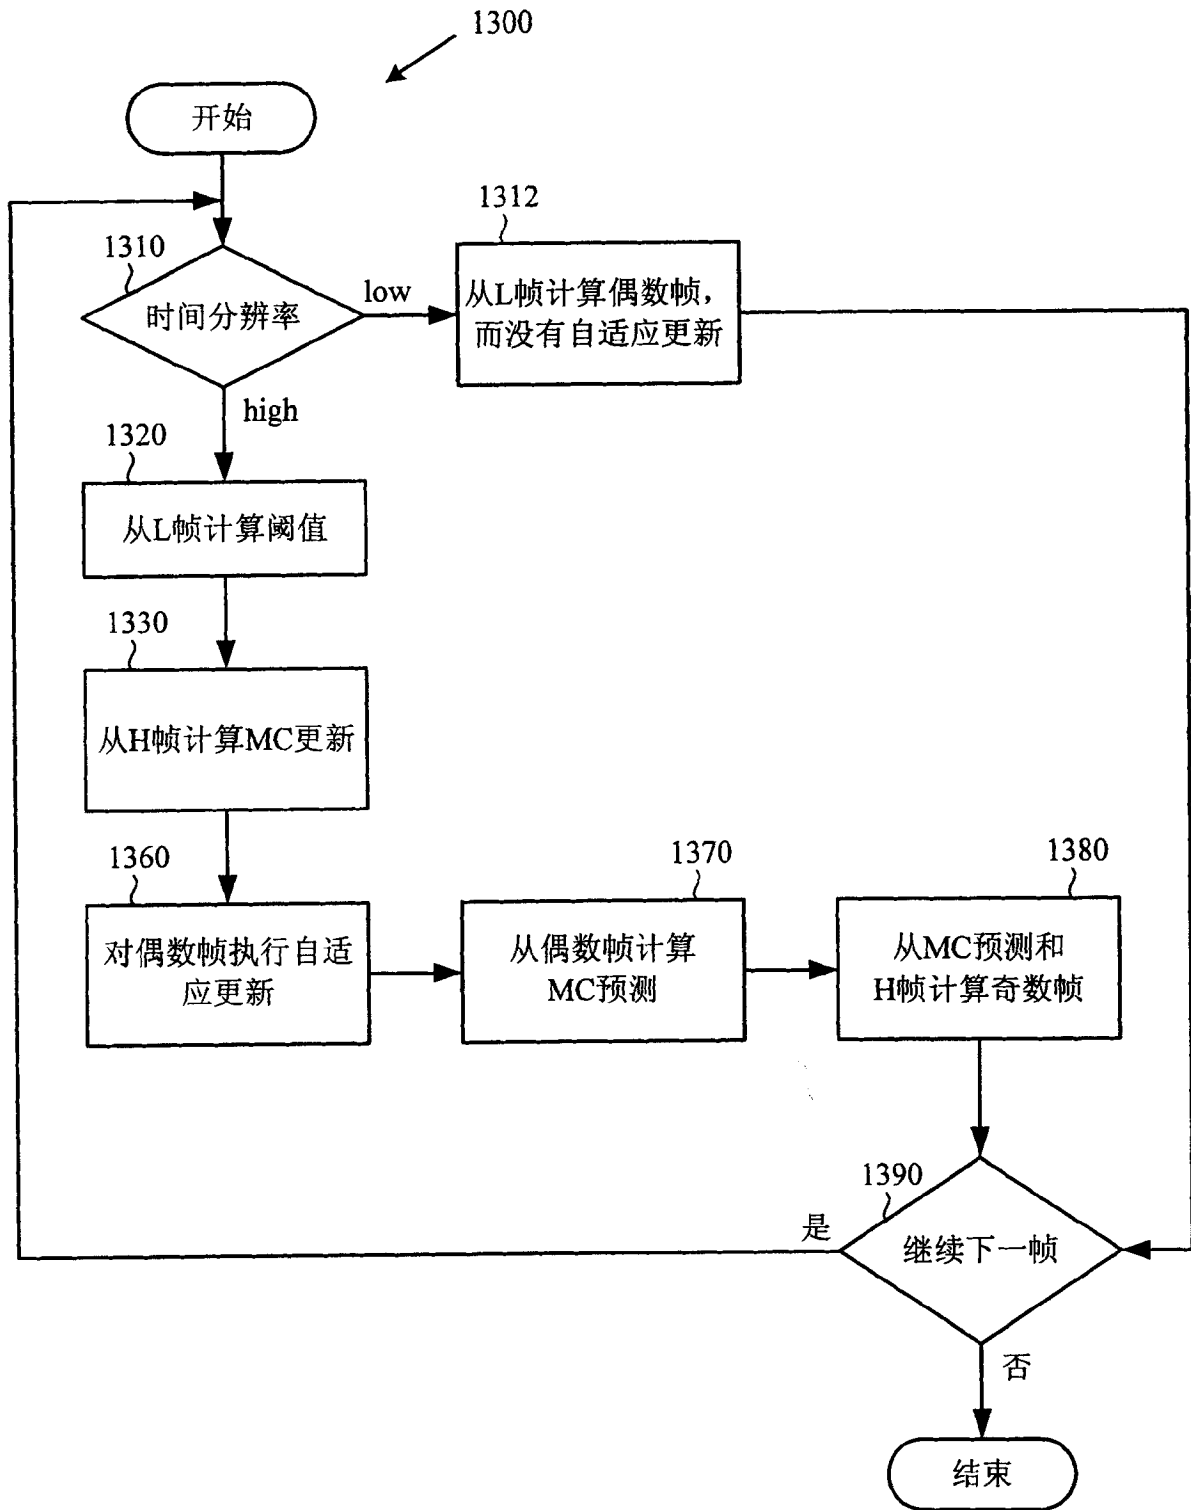 1300
开始
1310
时间分辨率
low
high
1312
从L帧计算偶数帧，
而没有自适应更新
1320
从L帧计算阈值
1330
从H帧计算MC更新
1360
对偶数帧执行自适
应更新
1370
从偶数帧计算
MC预测
1380
从MC预测和
H帧计算奇数帧
1390
继续下一帧
是
否
结束